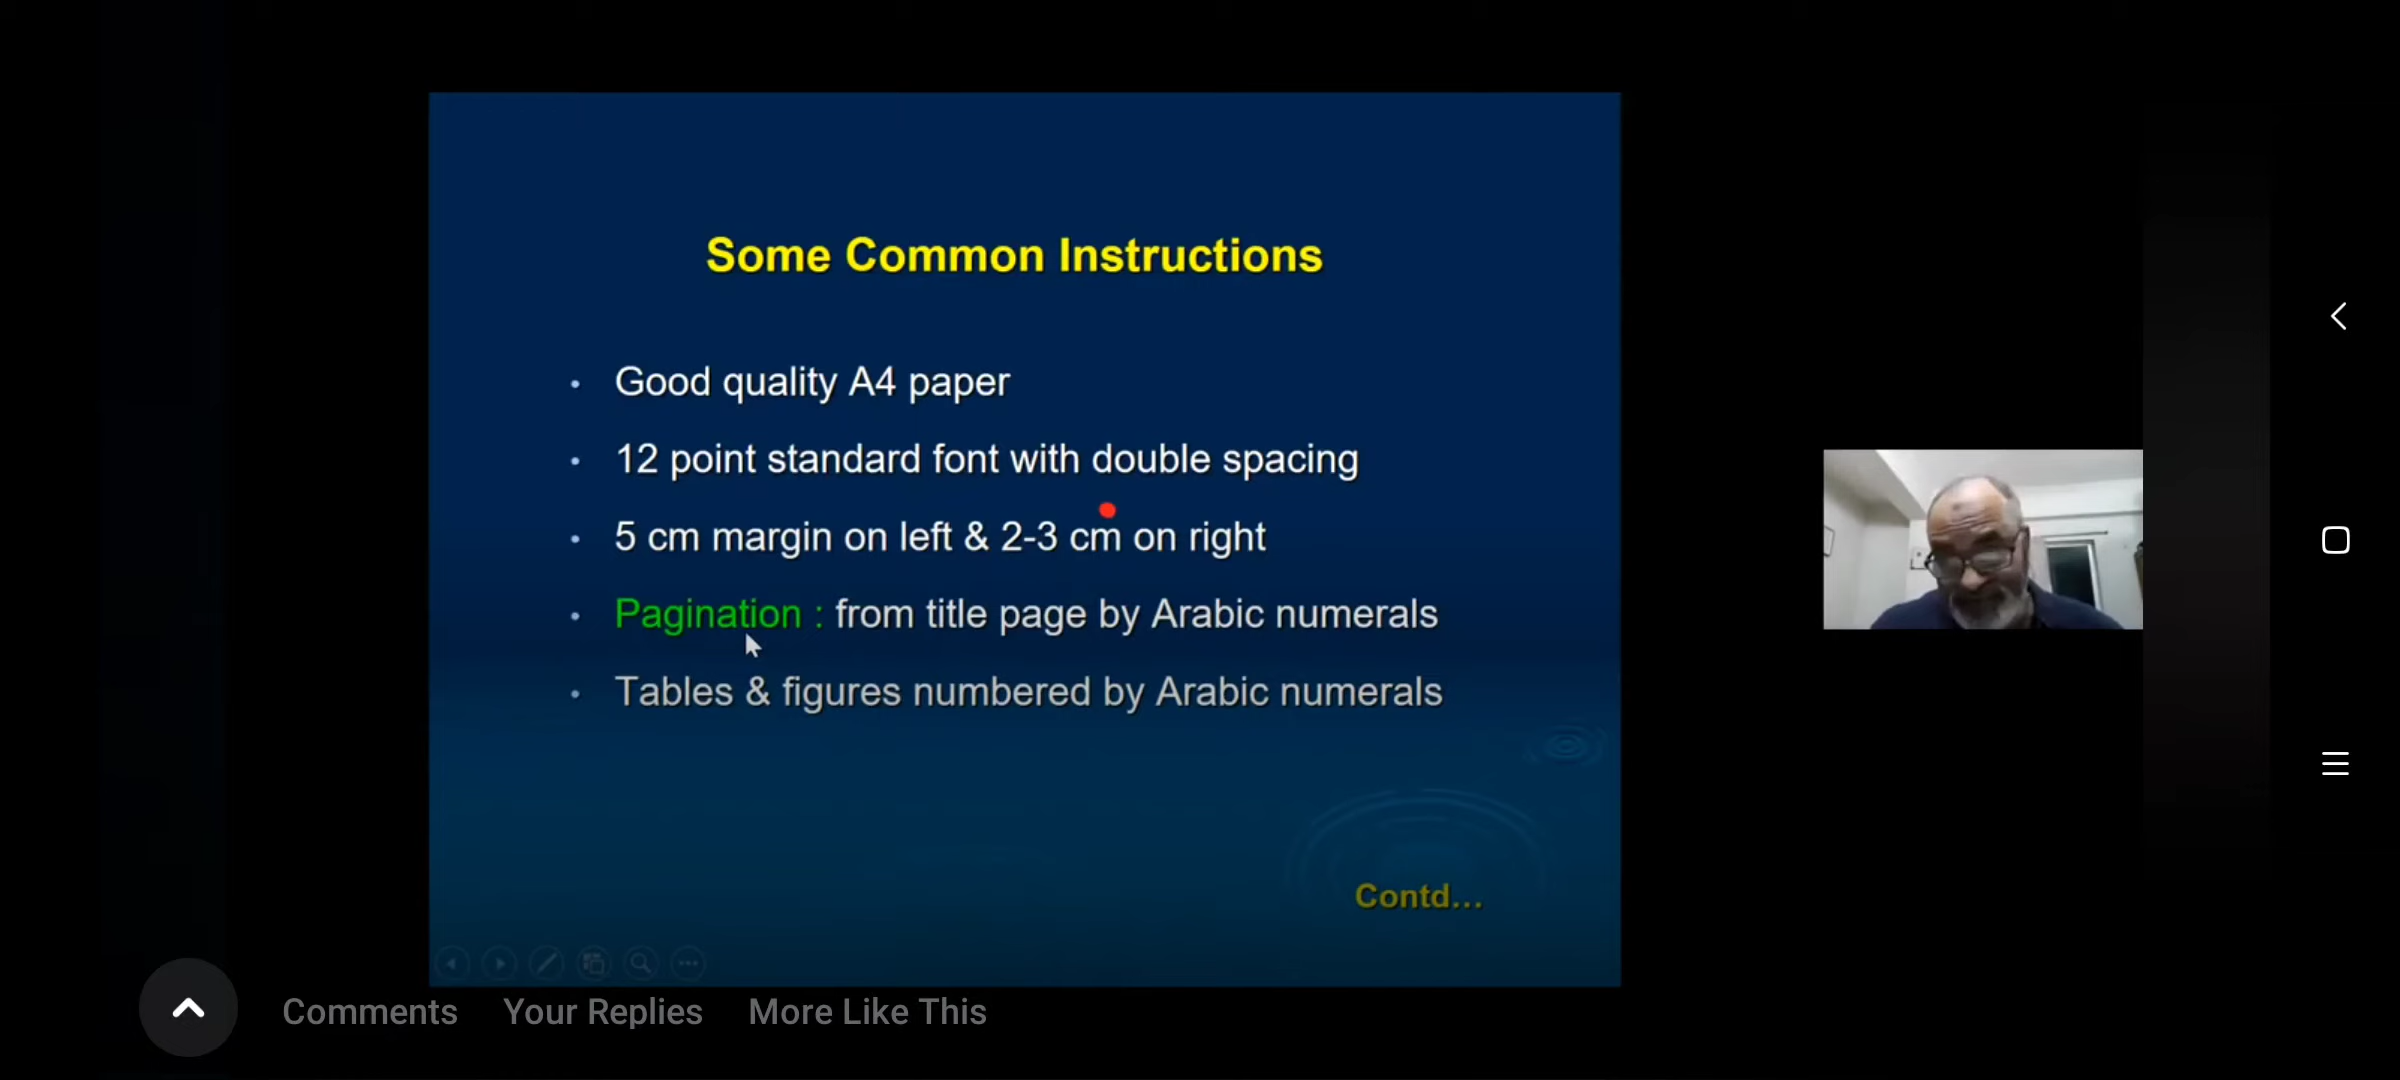 Some Common Instructions
• Good quality A4 paper
• 12 point standard font with double spacing
• 5 cm margin on left & 2-3 cm on right
• Pagination : from title page by Arabic numerals
• Tables & figures numbered by Arabic numerals
Contd...
Comments Your Replies More Like This